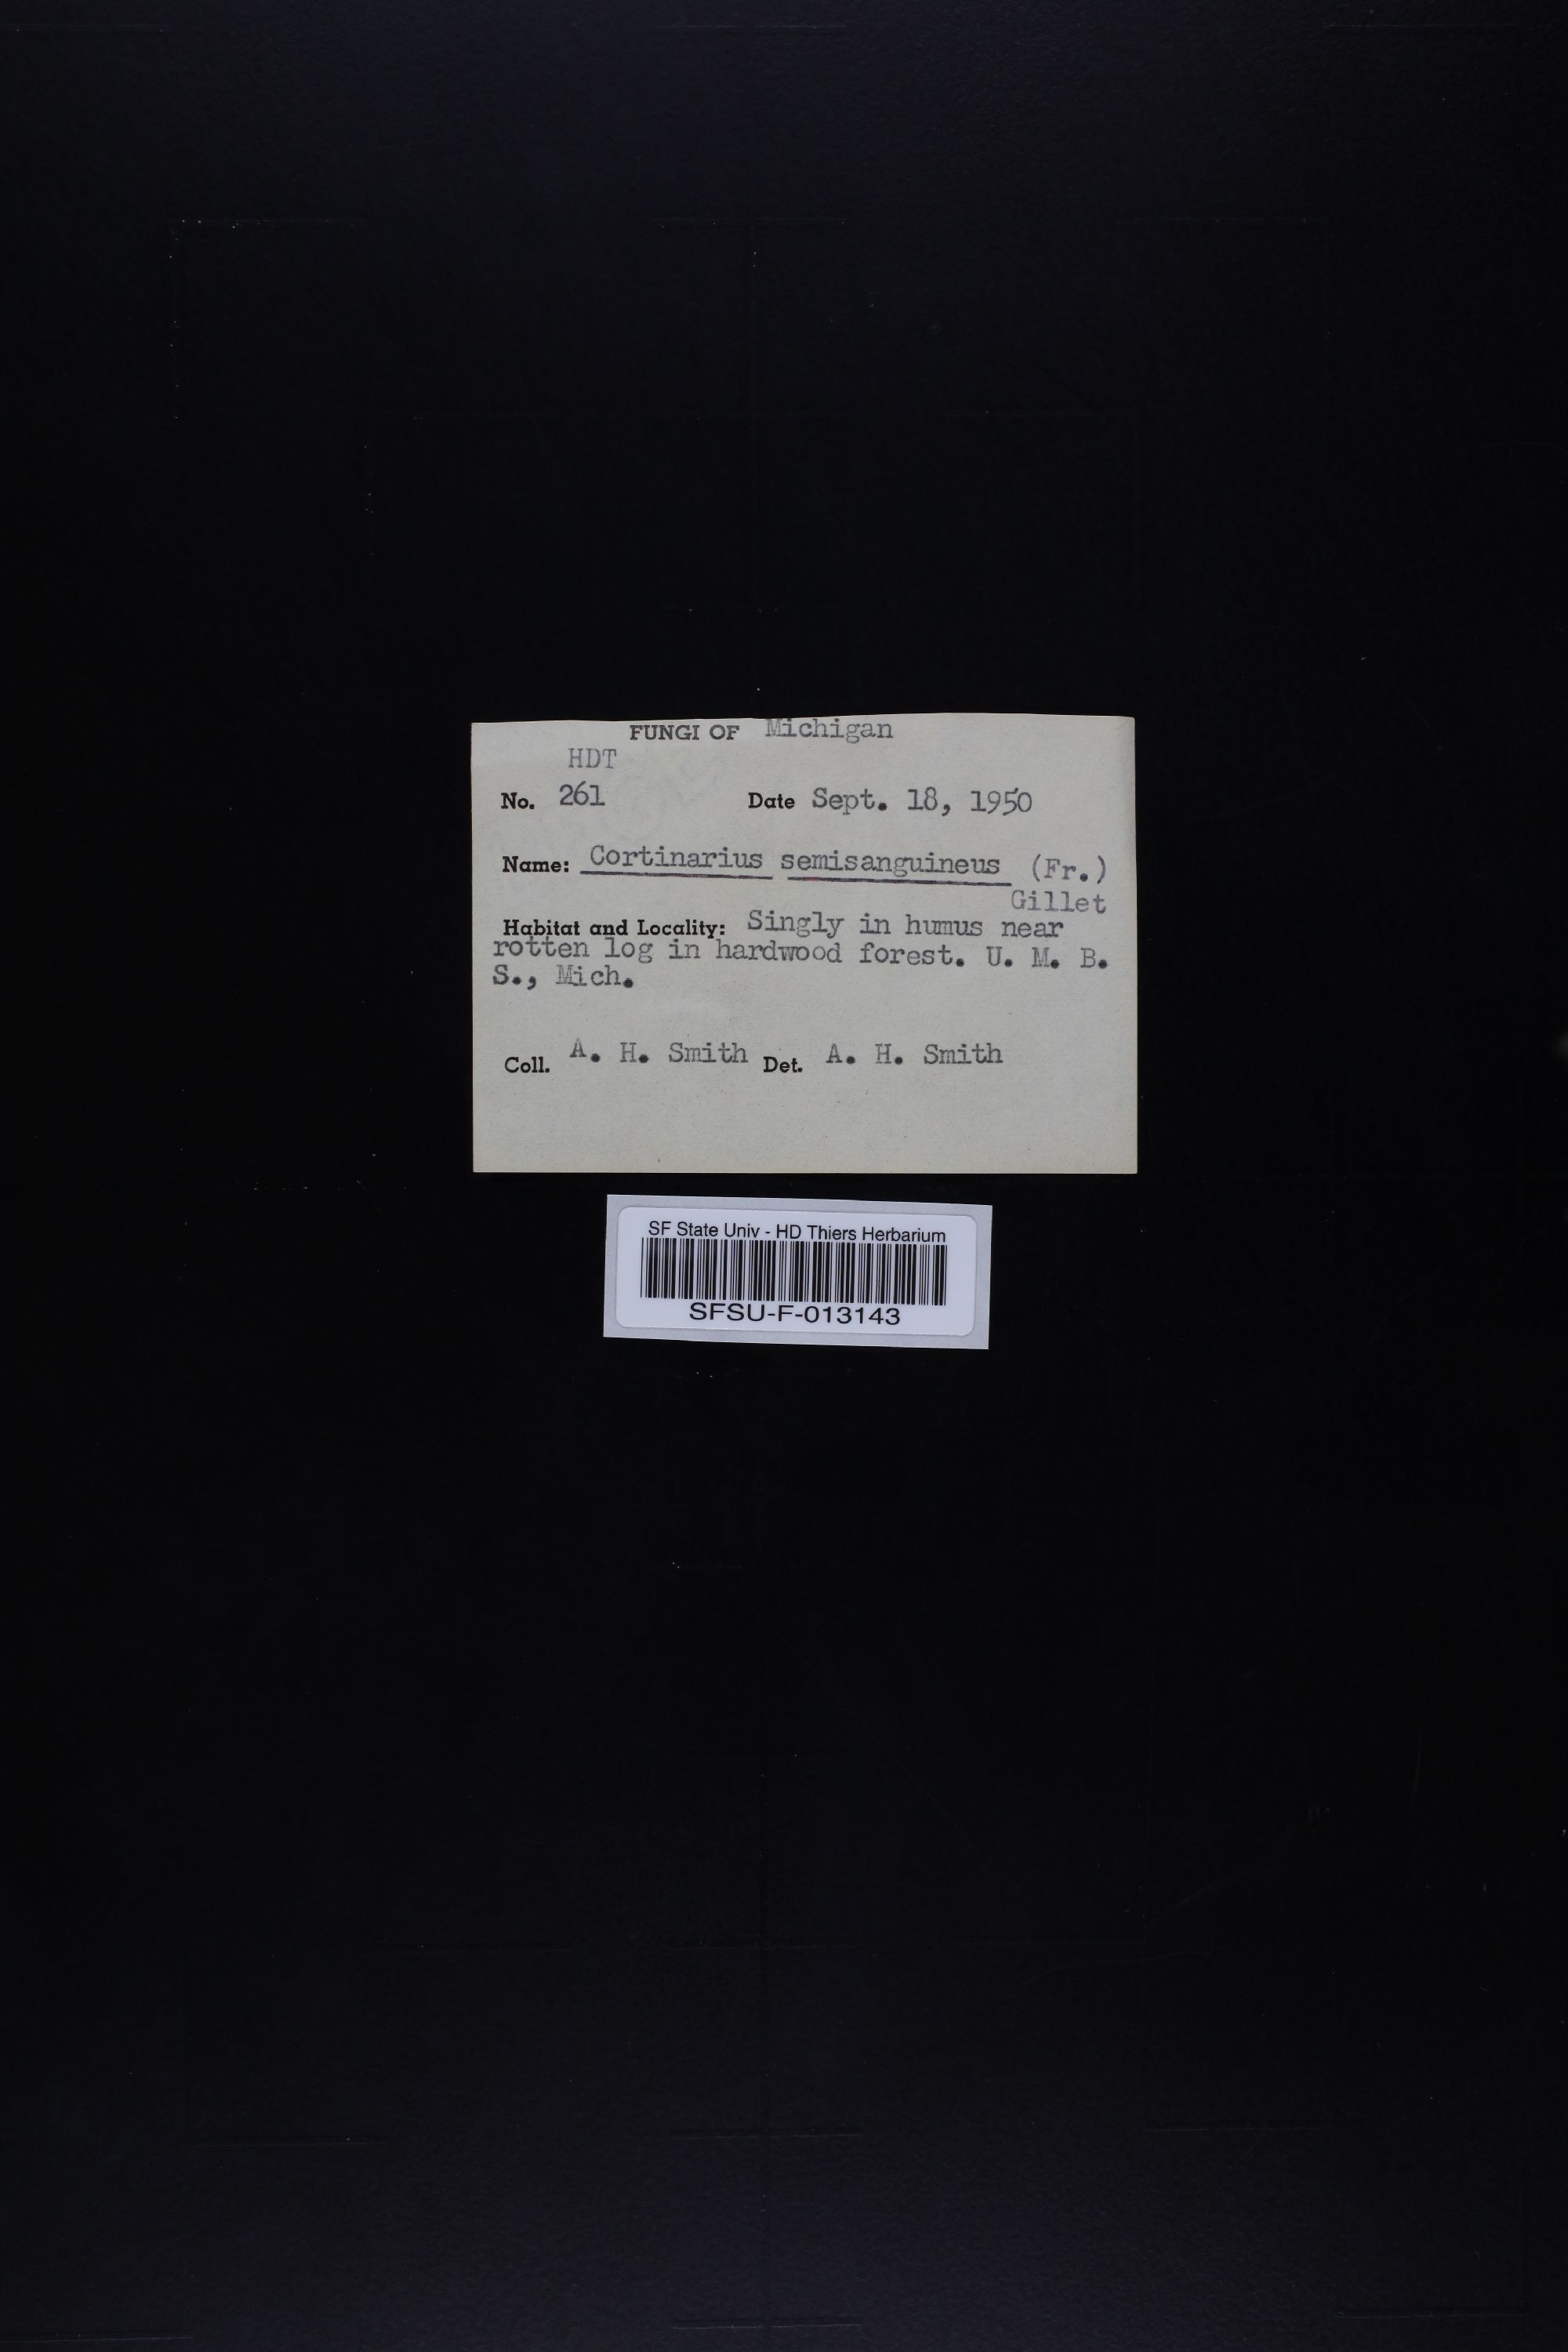 FUNGI OF Michigan
HDT
No. 261 Date Sept. 18, 1950
Name: Cortinarius semisanguineus (Fr.)
Gillet
Habitat and Locality: Singly in humus near
rotten log in hardwood forest. U. M. B.
S., Mich.
Coll. A. H. Smith Det. A. H. Smith
SF State Univ - HD Thiers Herbarium
SFSU-F-013143